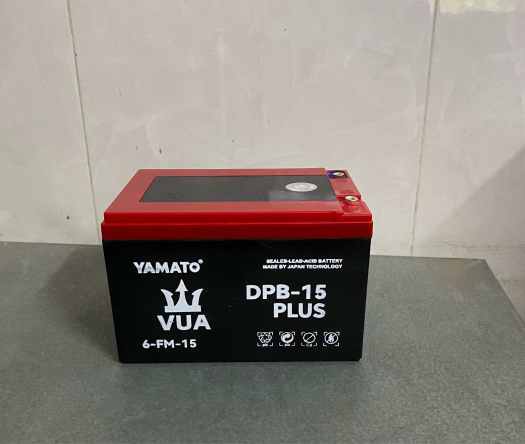 YAMATO®
VUA
6-FM-15
SEALED-LEAD-ACID BATTERY
MADE BY JAPAN TECHNOLOGY
DPB-15
PLUS